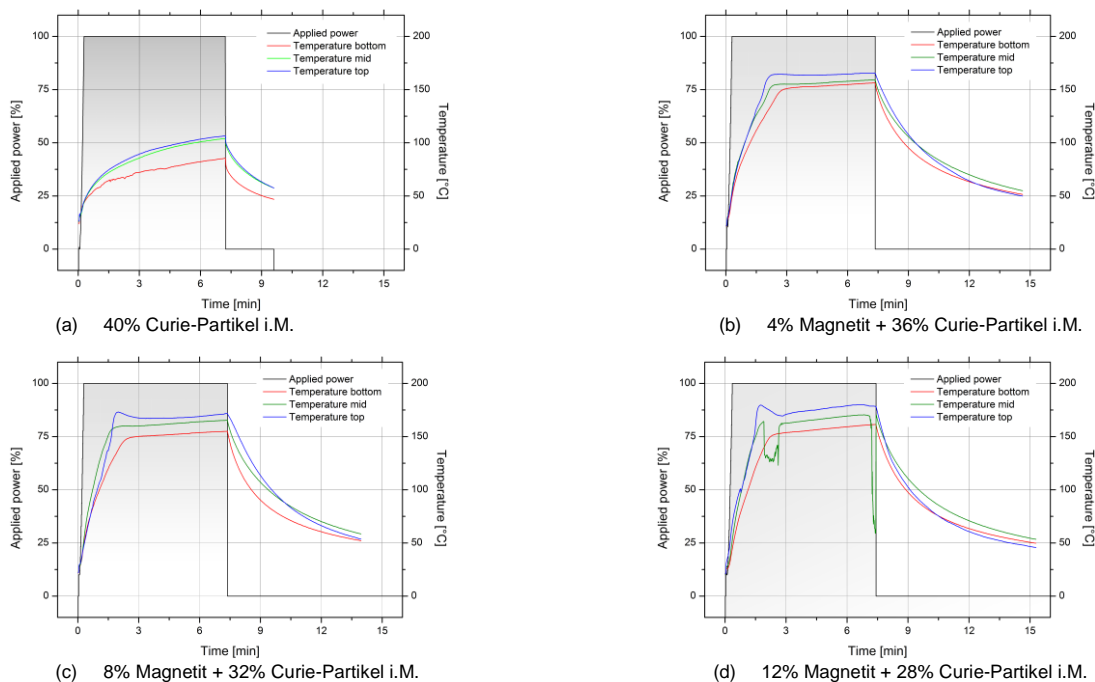 100
75
50
25
0
Applied power [%]
200
150
100
50
0
Temperature [°C]
Applied power
Temperature bottom
Temperature mid
Temperature top
0 3 6 9 12 15
Time [min]
(a) 40% Curie-Partikel i.M.
100
75
50
25
0
Applied power [%]
200
150
100
50
0
Temperature [°C]
Applied power
Temperature bottom
Temperature mid
Temperature top
0 3 6 9 12 15
Time [min]
(b) 4% Magnetit + 36% Curie-Partikel i.M.
100
75
50
25
0
Applied power [%]
200
150
100
50
0
Temperature [°C]
Applied power
Temperature bottom
Temperature mid
Temperature top
0 3 6 9 12 15
Time [min]
(c) 8% Magnetit + 32% Curie-Partikel i.M.
100
75
50
25
0
Applied power [%]
200
150
100
50
0
Temperature [°C]
Applied power
Temperature bottom
Temperature mid
Temperature top
0 3 6 9 12 15
Time [min]
(d) 12% Magnetit + 28% Curie-Partikel i.M.